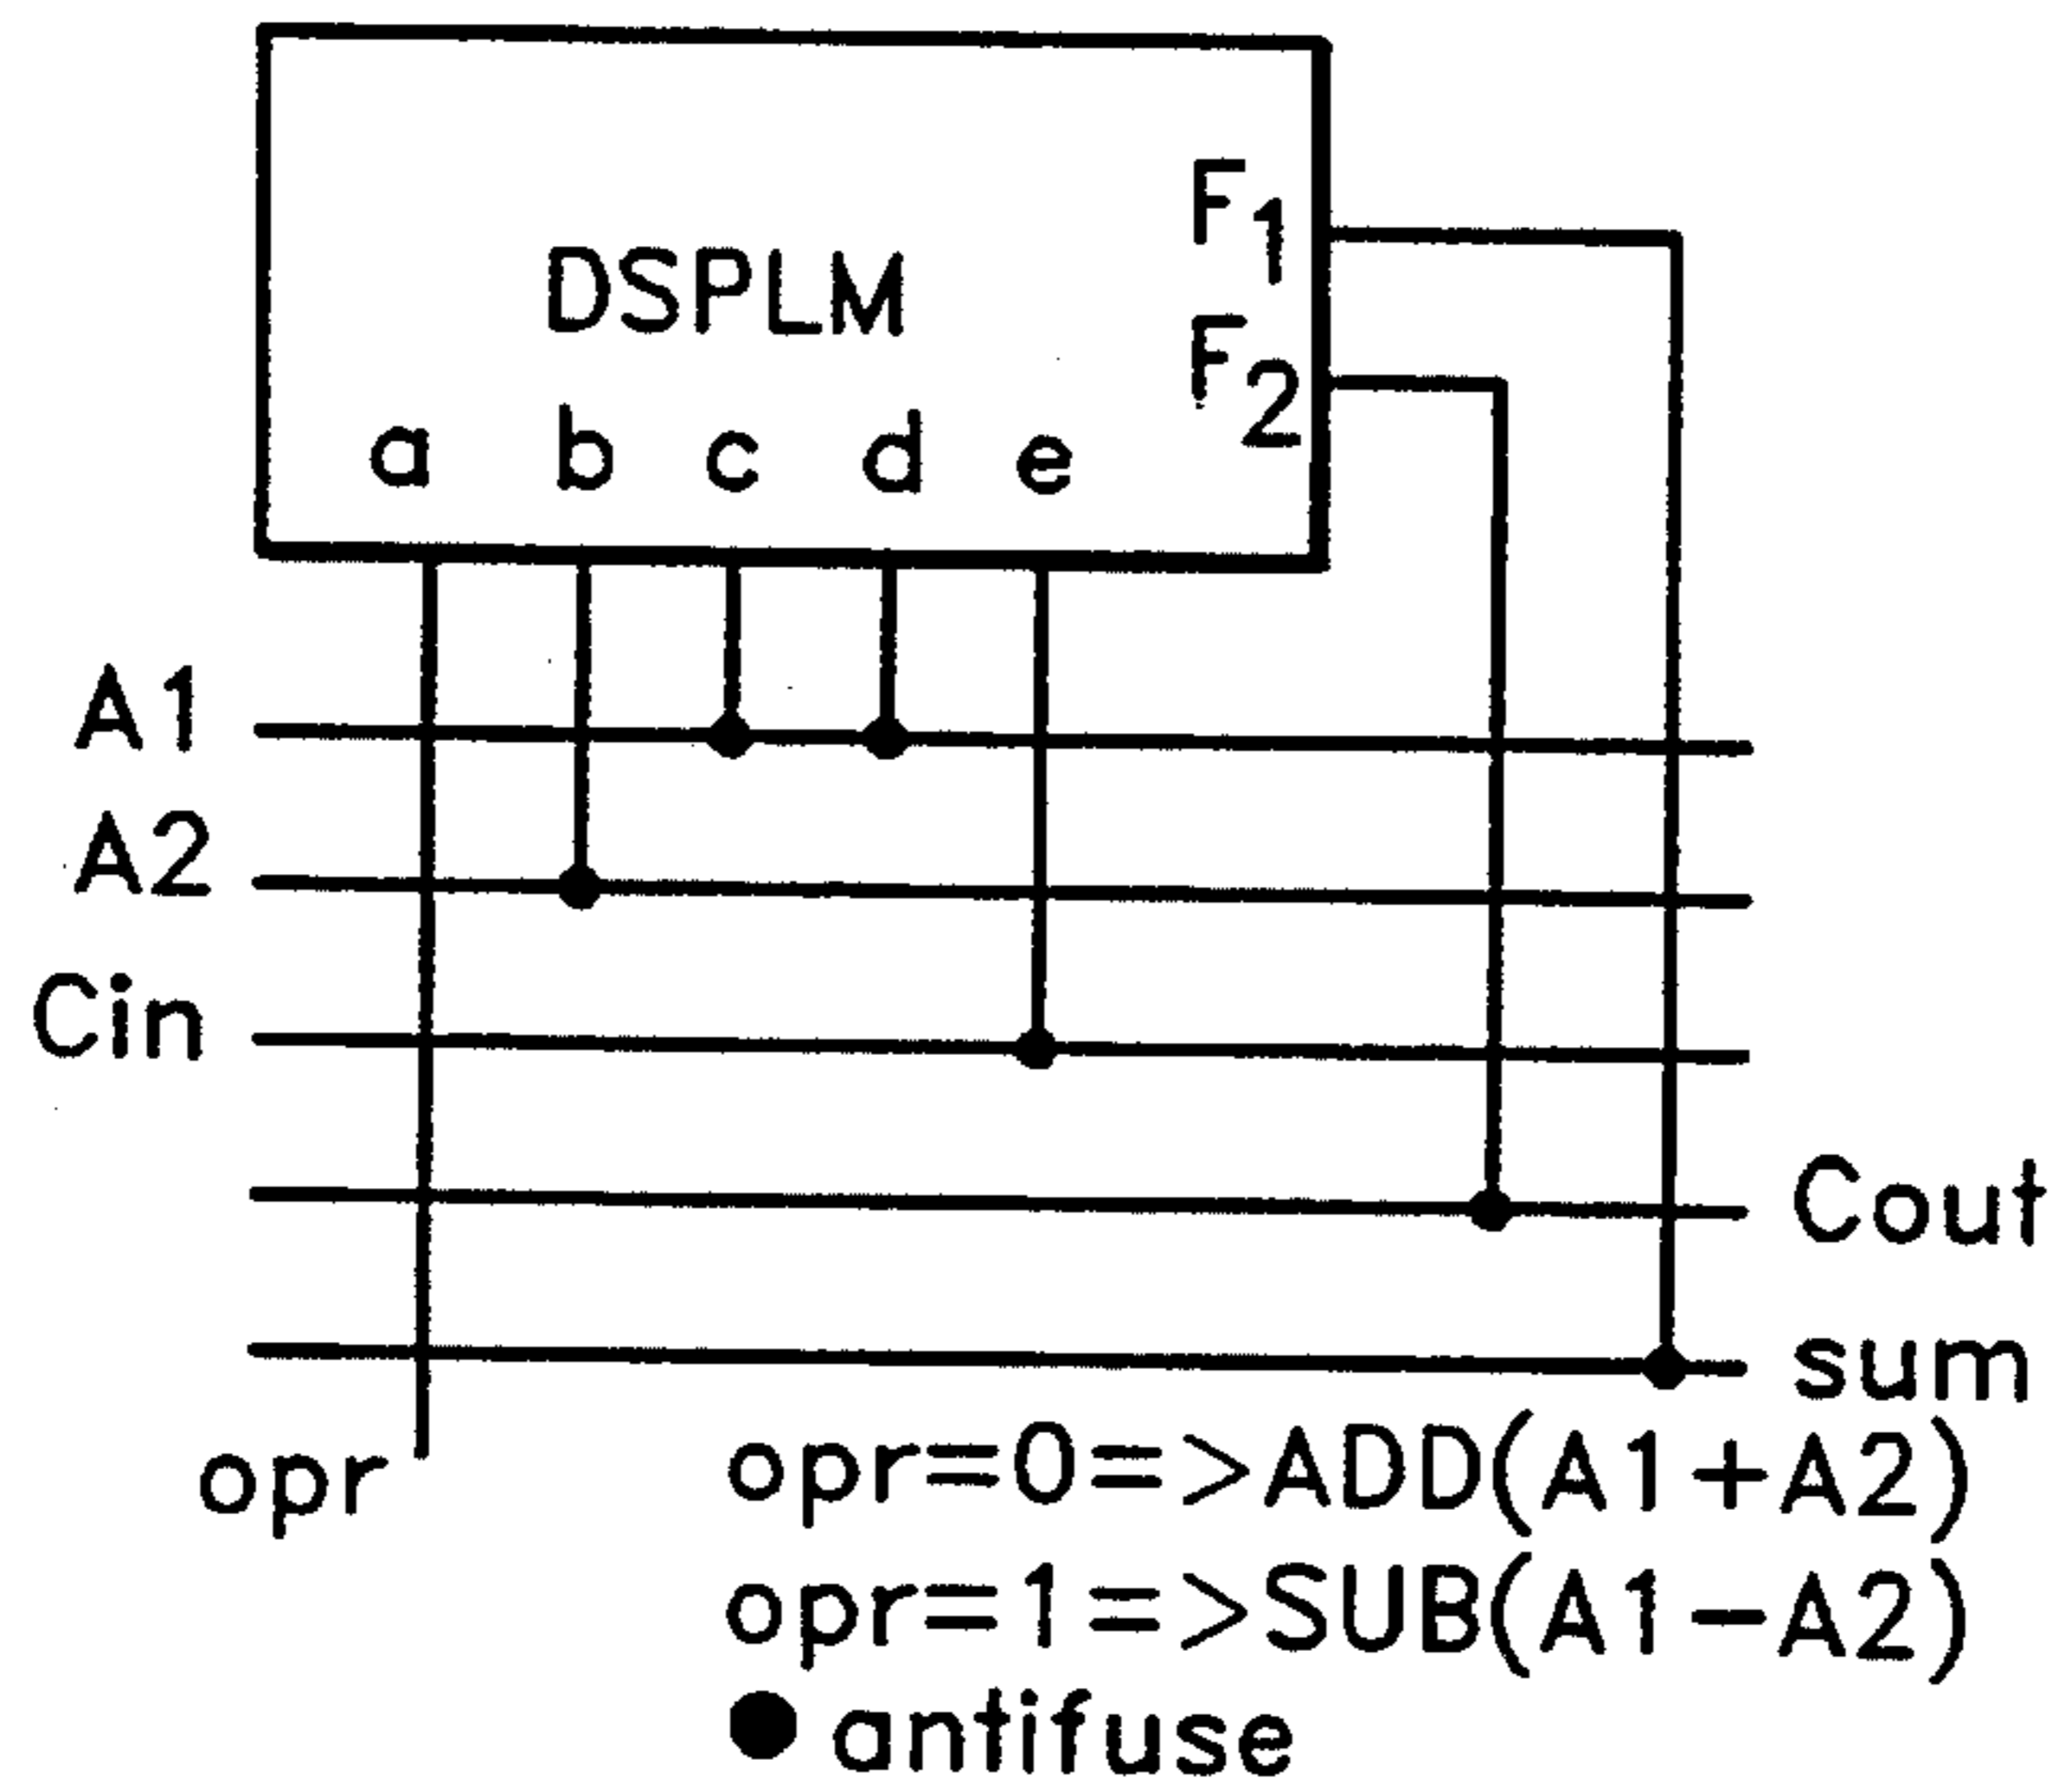 F1
DSPLM
F2
a b c d e
A1
A2
Cin
Cout
sum
opr
opr=0=>ADD(A1+A2)
opr=1=>SUB(A1-A2)
antifuse